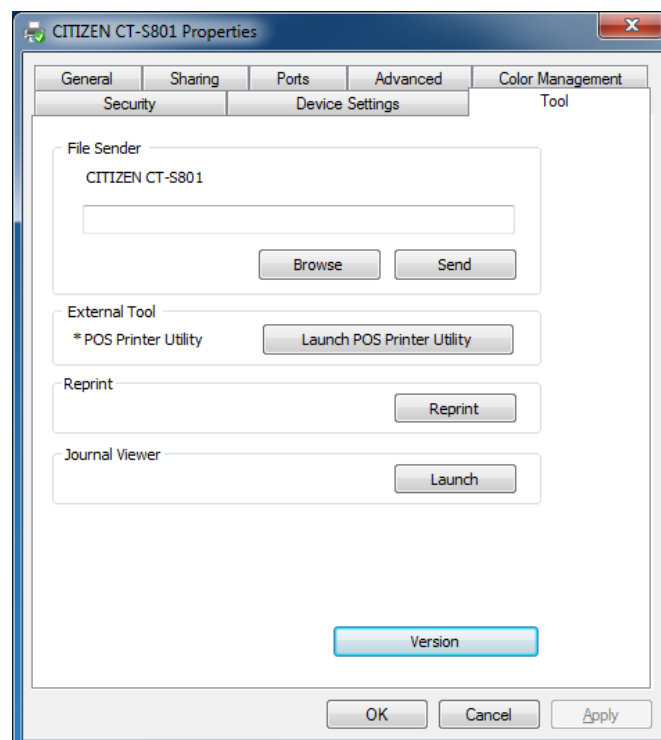 CITIZEN CT-S801 Properties
General Sharing Ports Advanced Color Management
Security Device Settings Tool
File Sender
CITIZEN CT-S801
Browse Send
External Tool
* POS Printer Utility Launch POS Printer Utility
Reprint
Reprint
Journal Viewer
Launch
Version
OK Cancel Apply